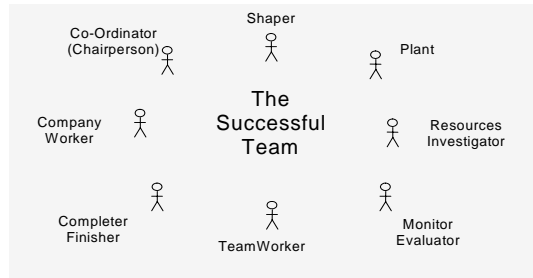 Shaper
Co-Ordinator
(Chairperson)
Plant
The
Successful
Team
Company
Worker
Resources
Investigator
Completer
Finisher
TeamWorker
Monitor
Evaluator